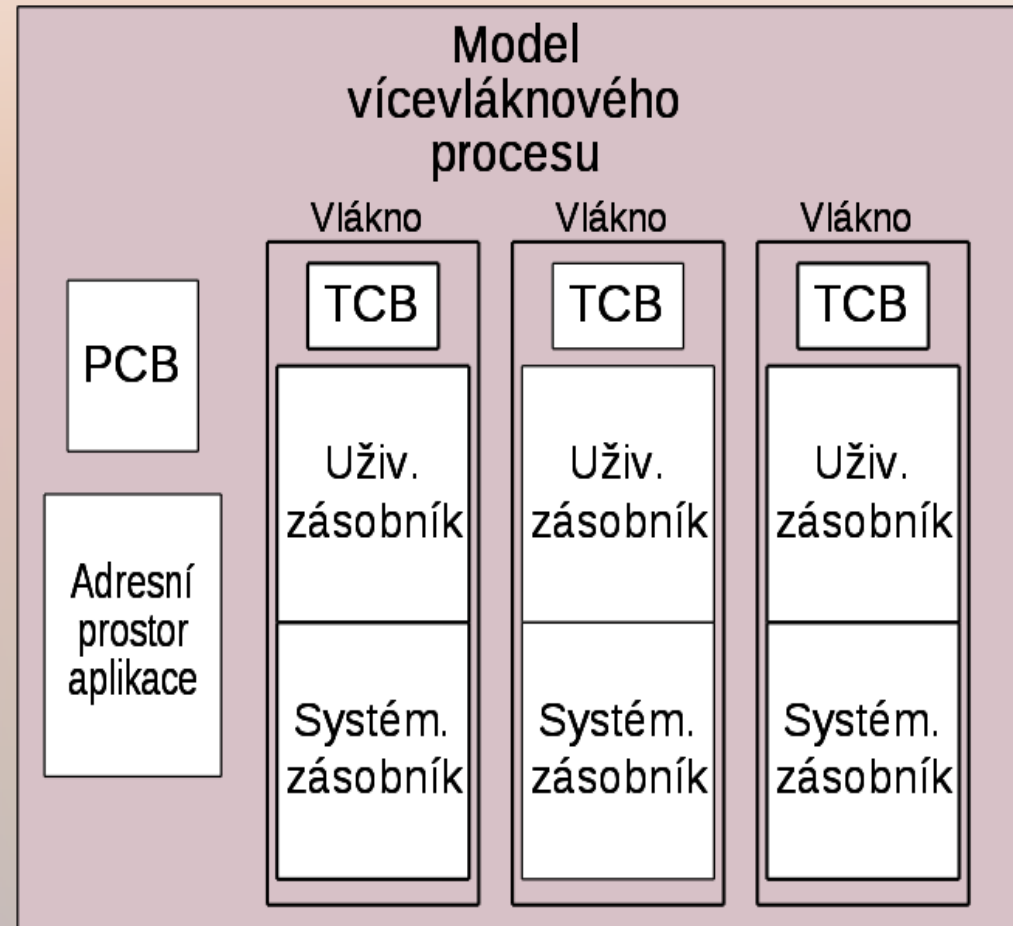 Model
vícevláknového
procesu
Vlákno
Vlákno
Vlákno
PCB
Adresní
prostor
aplikace
TCB
Uživ.
zásobník
Systém.
zásobník
TCB
Uživ.
zásobník
Systém.
zásobník
TCB
Uživ.
zásobník
Systém.
zásobník